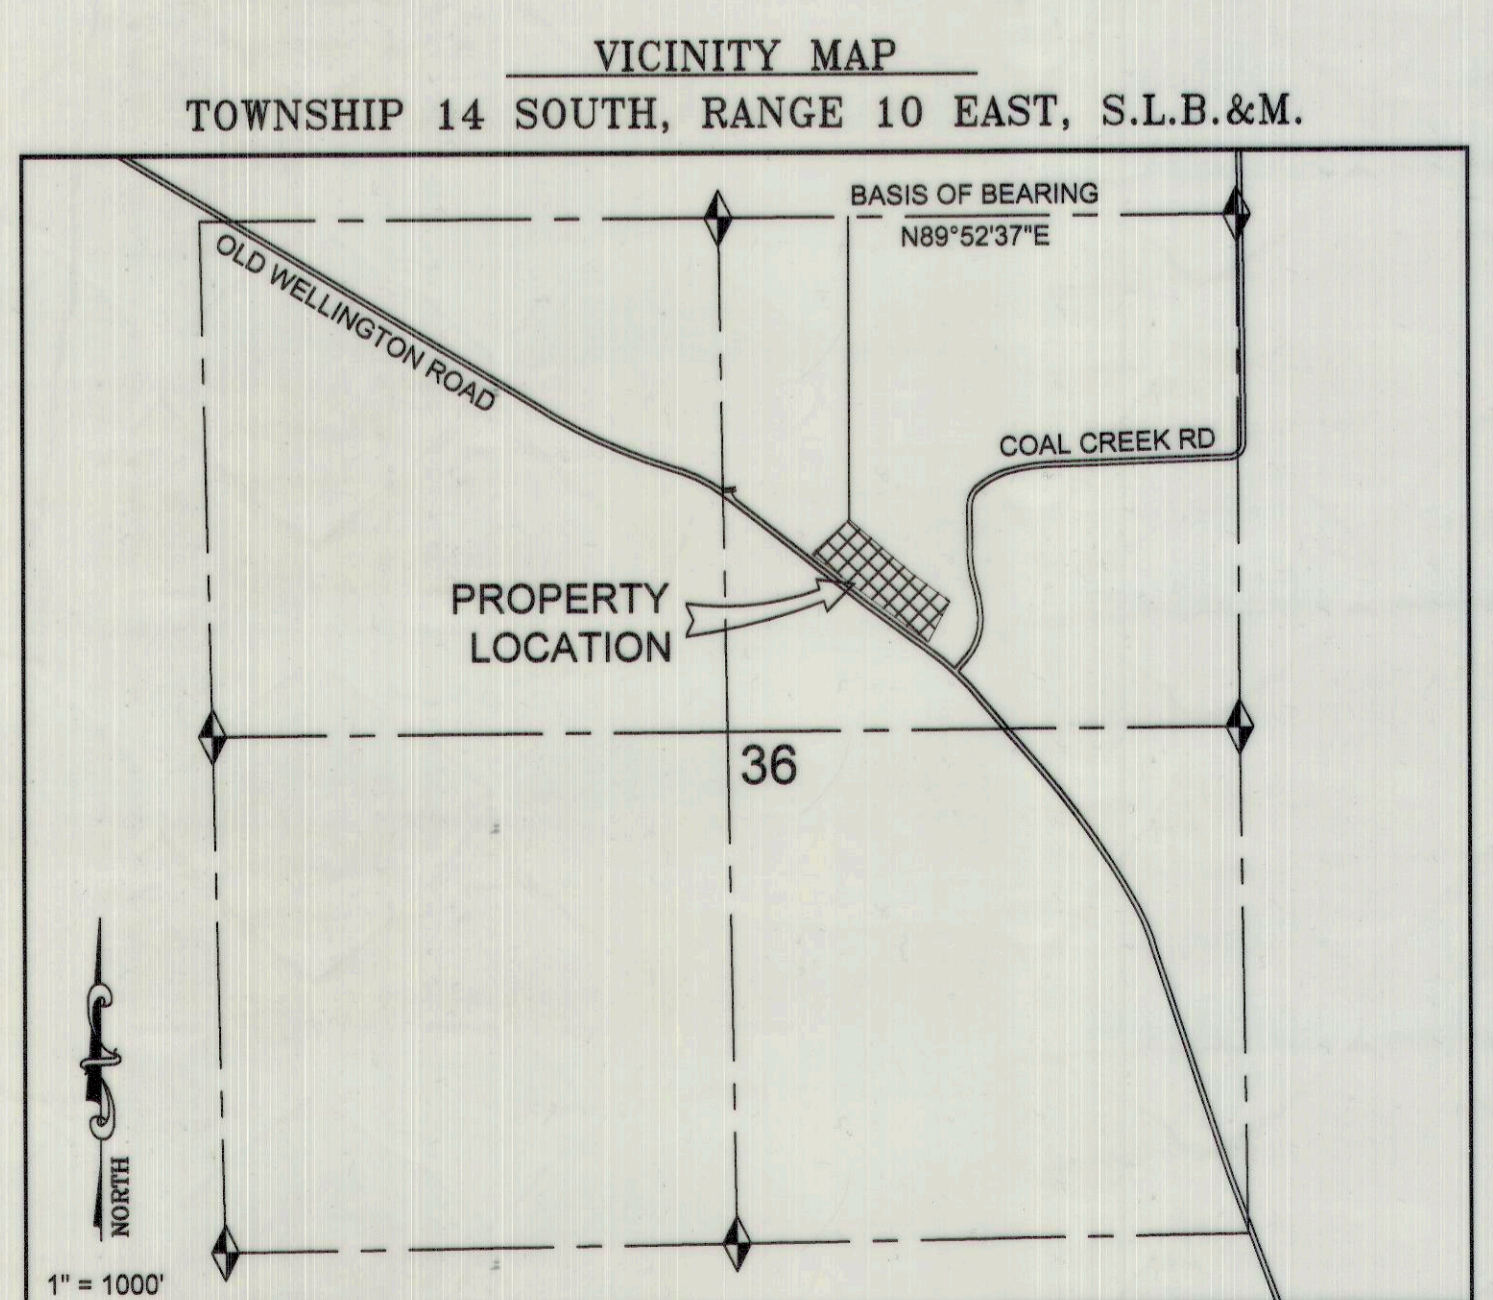 VICINITY MAP
TOWNSHIP 14 SOUTH, RANGE 10 EAST, S.L.B.&M.
BASIS OF BEARING
N89°52'37"E
OLD WELLINGTON ROAD
COAL CREEK RD
PROPERTY
LOCATION
36
NORTH
1" = 1000'